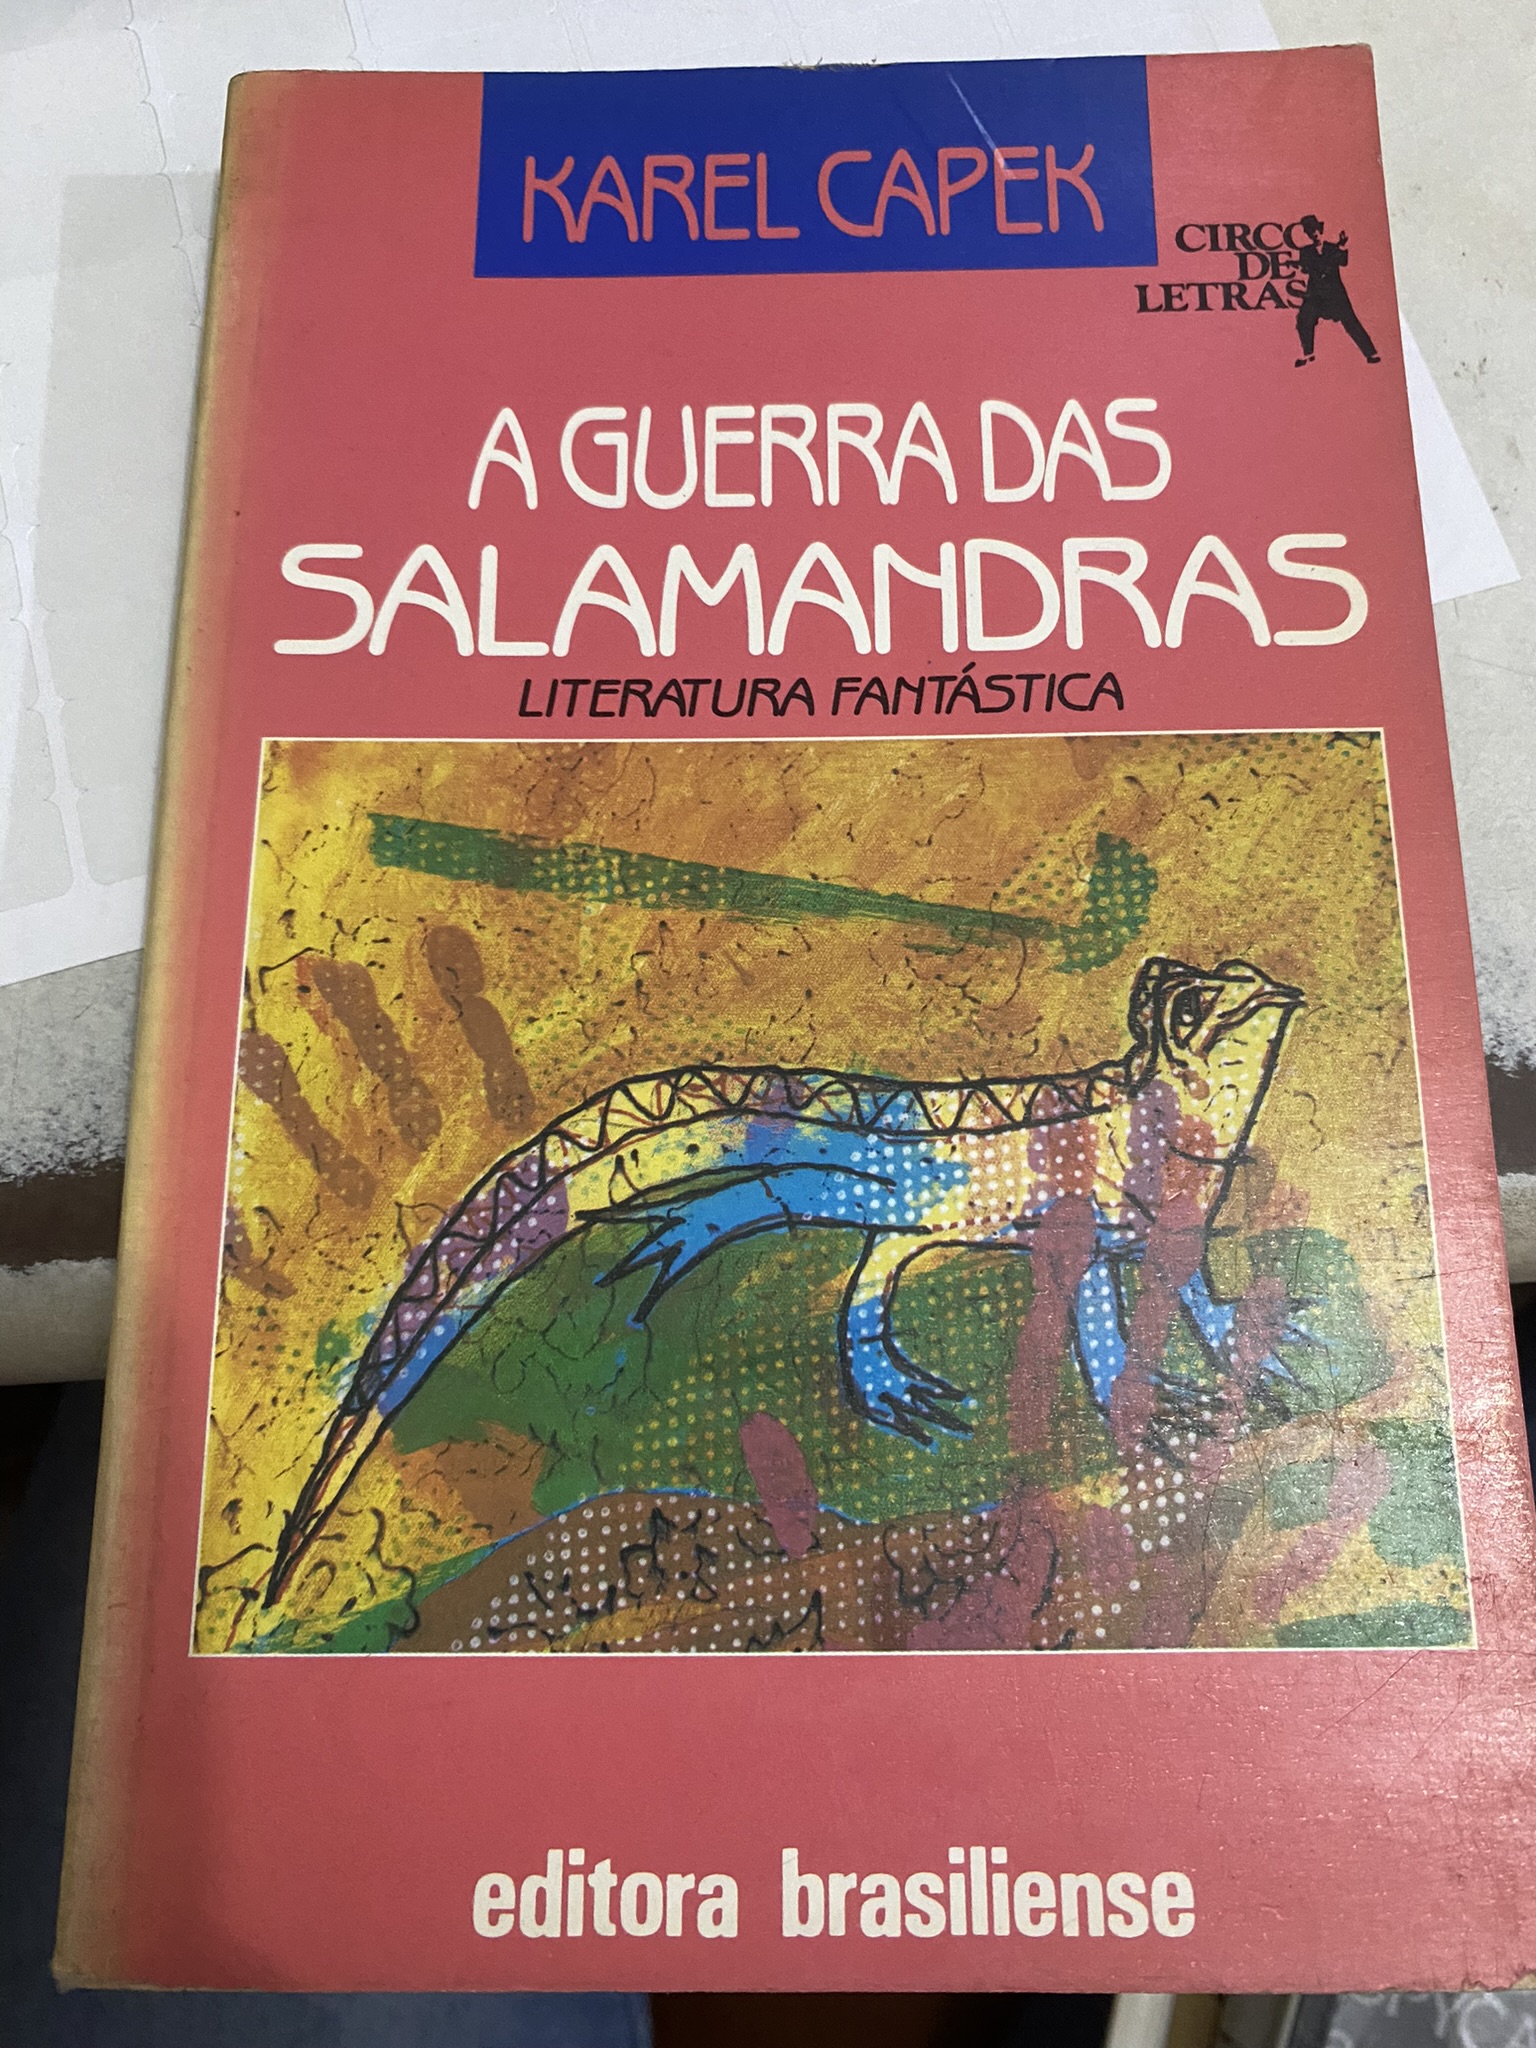 KAREL CAPEK
CIRCO
DE
LETRAS
A GUERRA DAS
SALAMANDRAS
LITERATURA FANTÁSTICA
editora brasiliense